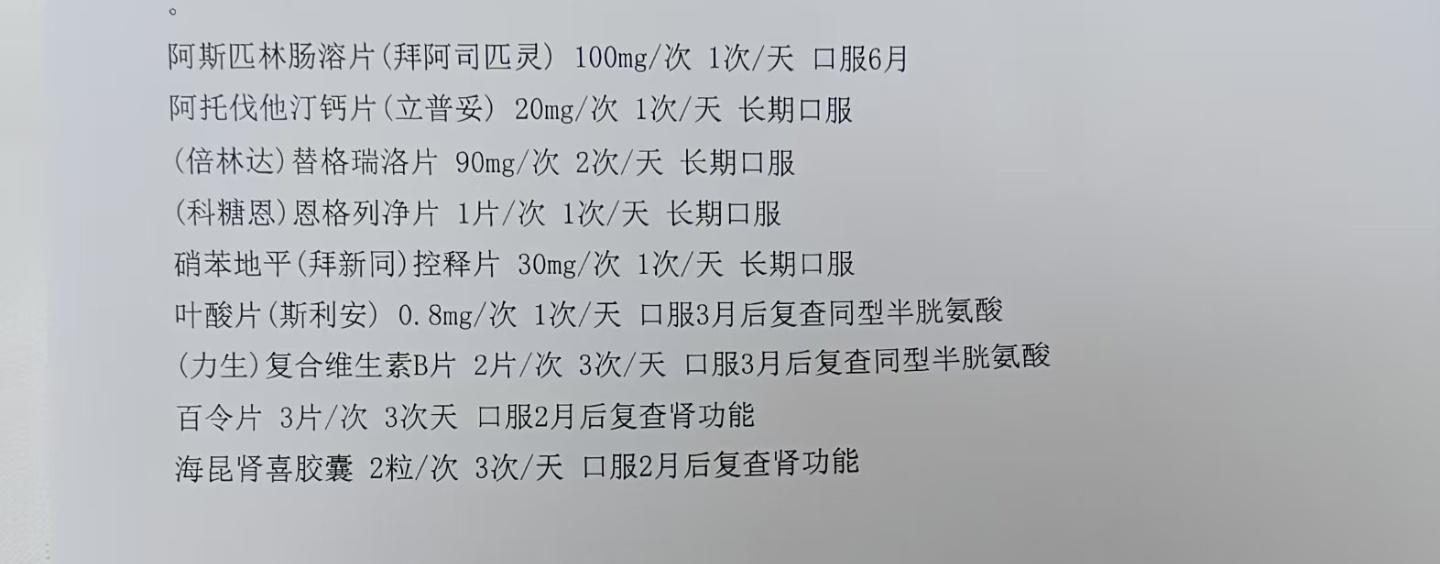 。
阿斯匹林肠溶片(拜阿司匹灵) 100mg/次 1次/天 口服6月
阿托伐他汀钙片(立普妥) 20mg/次 1次/天 长期口服
(倍林达)替格瑞洛片 90mg/次 2次/天 长期口服
(科糖恩)恩格列净片 1片/次 1次/天 长期口服
硝苯地平(拜新同)控释片 30mg/次 1次/天 长期口服
叶酸片(斯利安) 0.8mg/次 1次/天 口服3月后复查同型半胱氨酸
(力生)复合维生素B片 2片/次 3次/天 口服3月后复查同型半胱氨酸
百令片 3片/次 3次天 口服2月后复查肾功能
海昆肾喜胶囊 2粒/次 3次/天 口服2月后复查肾功能